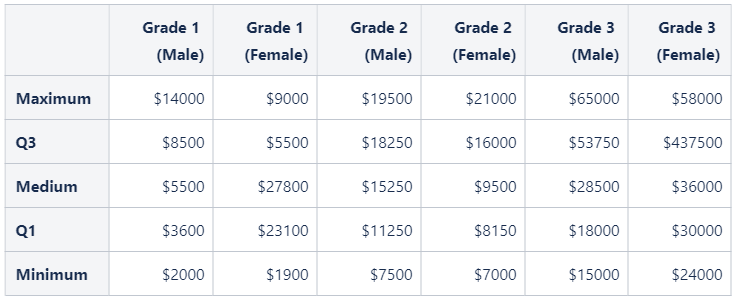 Grade 1 (Male) Grade 1 (Female) Grade 2 (Male) Grade 2 (Female) Grade 3 (Male) Grade 3 (Female)
Maximum $14000 $9000 $19500 $21000 $65000 $58000
Q3 $8500 $5500 $18250 $16000 $53750 $437500
Medium $5500 $27800 $15250 $9500 $28500 $36000
Q1 $3600 $23100 $11250 $8150 $18000 $30000
Minimum $2000 $1900 $7500 $7000 $15000 $24000